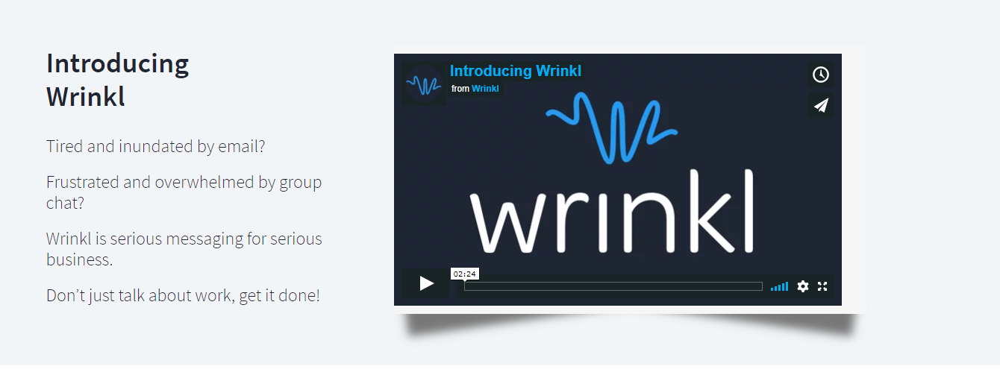 Introducing
Wrinkl
Tired and inundated by email?
Frustrated and overwhelmed by group
chat?
Wrinkl is serious messaging for serious
business.
Don’t just talk about work, get it done!
Introducing Wrinkl
from Wrinkl
wrinkl
02:24